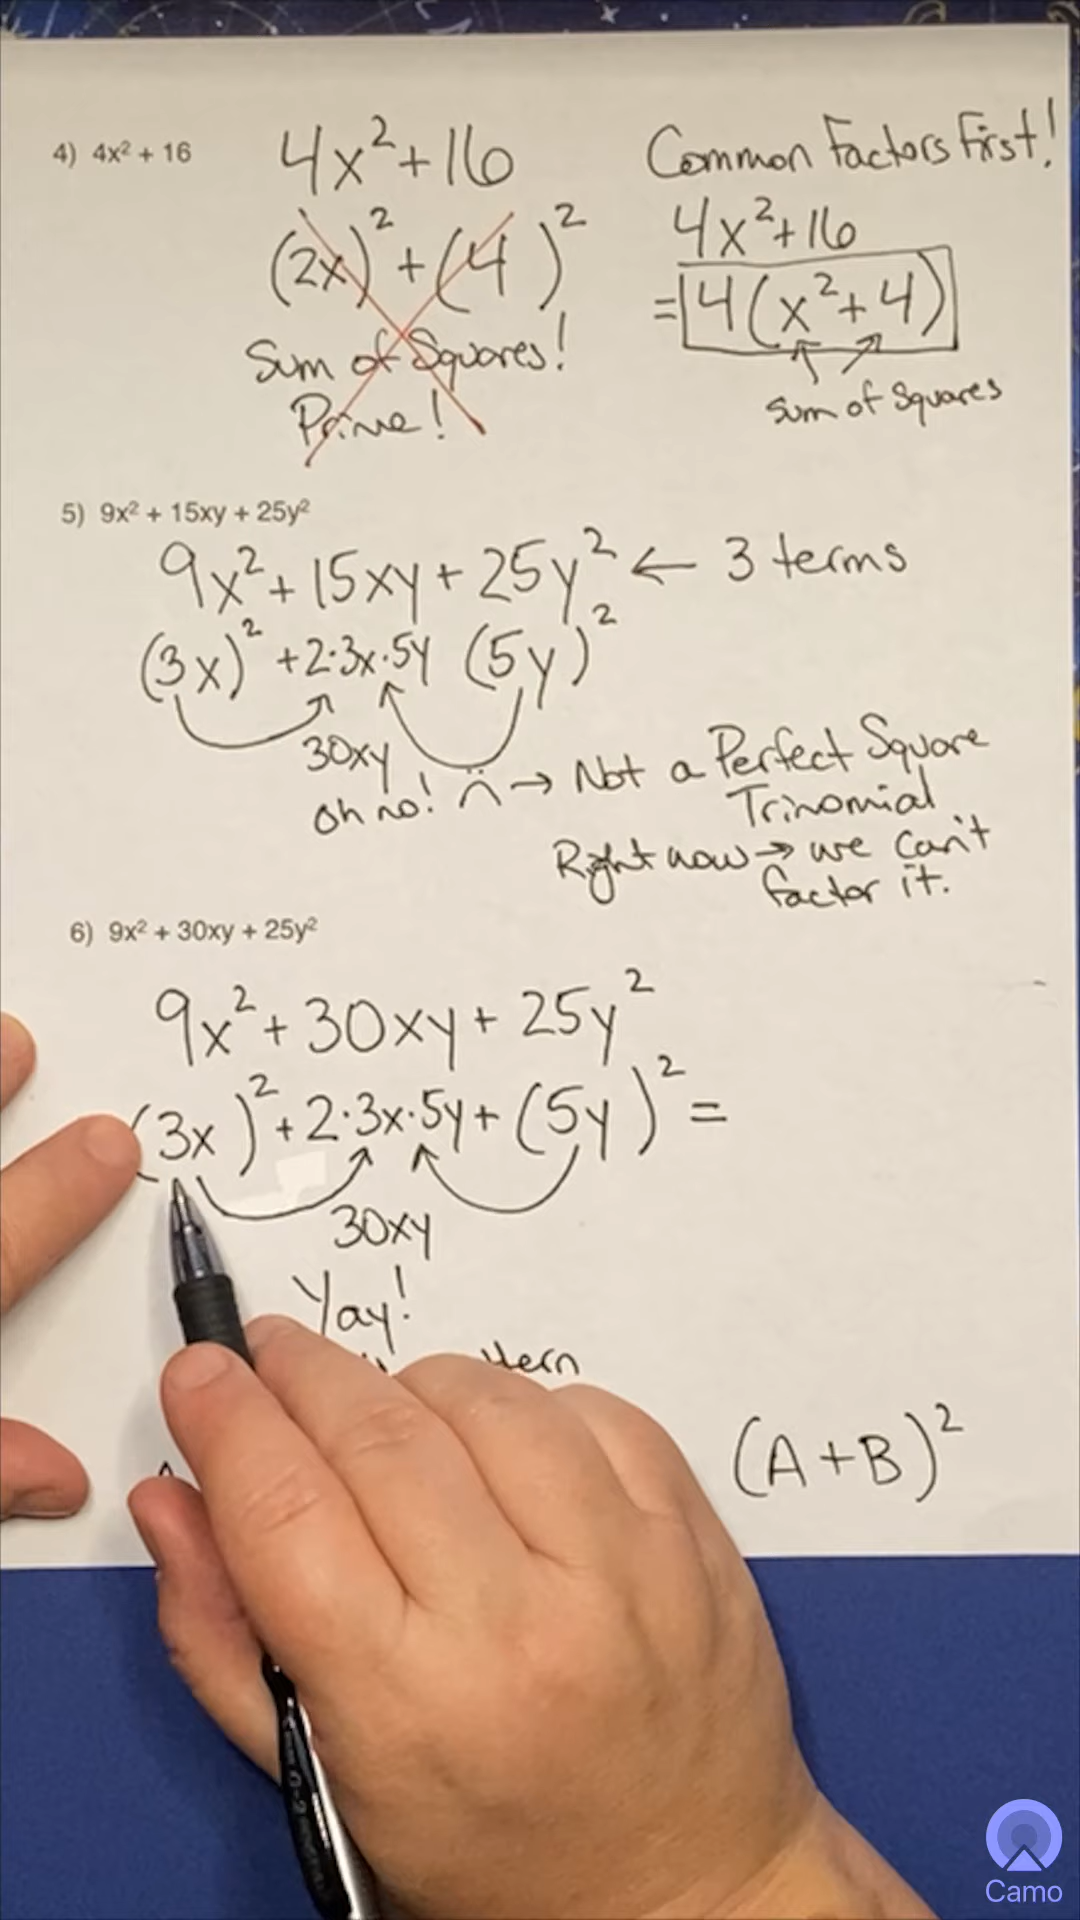 4) 4x² + 16
4x²+16
(2x)²+(4)²
Sum of Squares!
Prime!
Common Factors First!
4x²+16
=4(x²+4)
Sum of Squares
5) 9x² + 15xy + 25y²
9x²+15xy+25y² ← 3 terms
(3x)² +2·3x·5y (5y)²
30xy
oh no! → Not a Perfect Square
Trinomial
Right now → we can't
factor it.
6) 9x² + 30xy + 25y²
9x²+30xy+25y²
(3x)²+2·3x·5y+(5y)²=
30xy
Yay!
(A+B)²
Camo